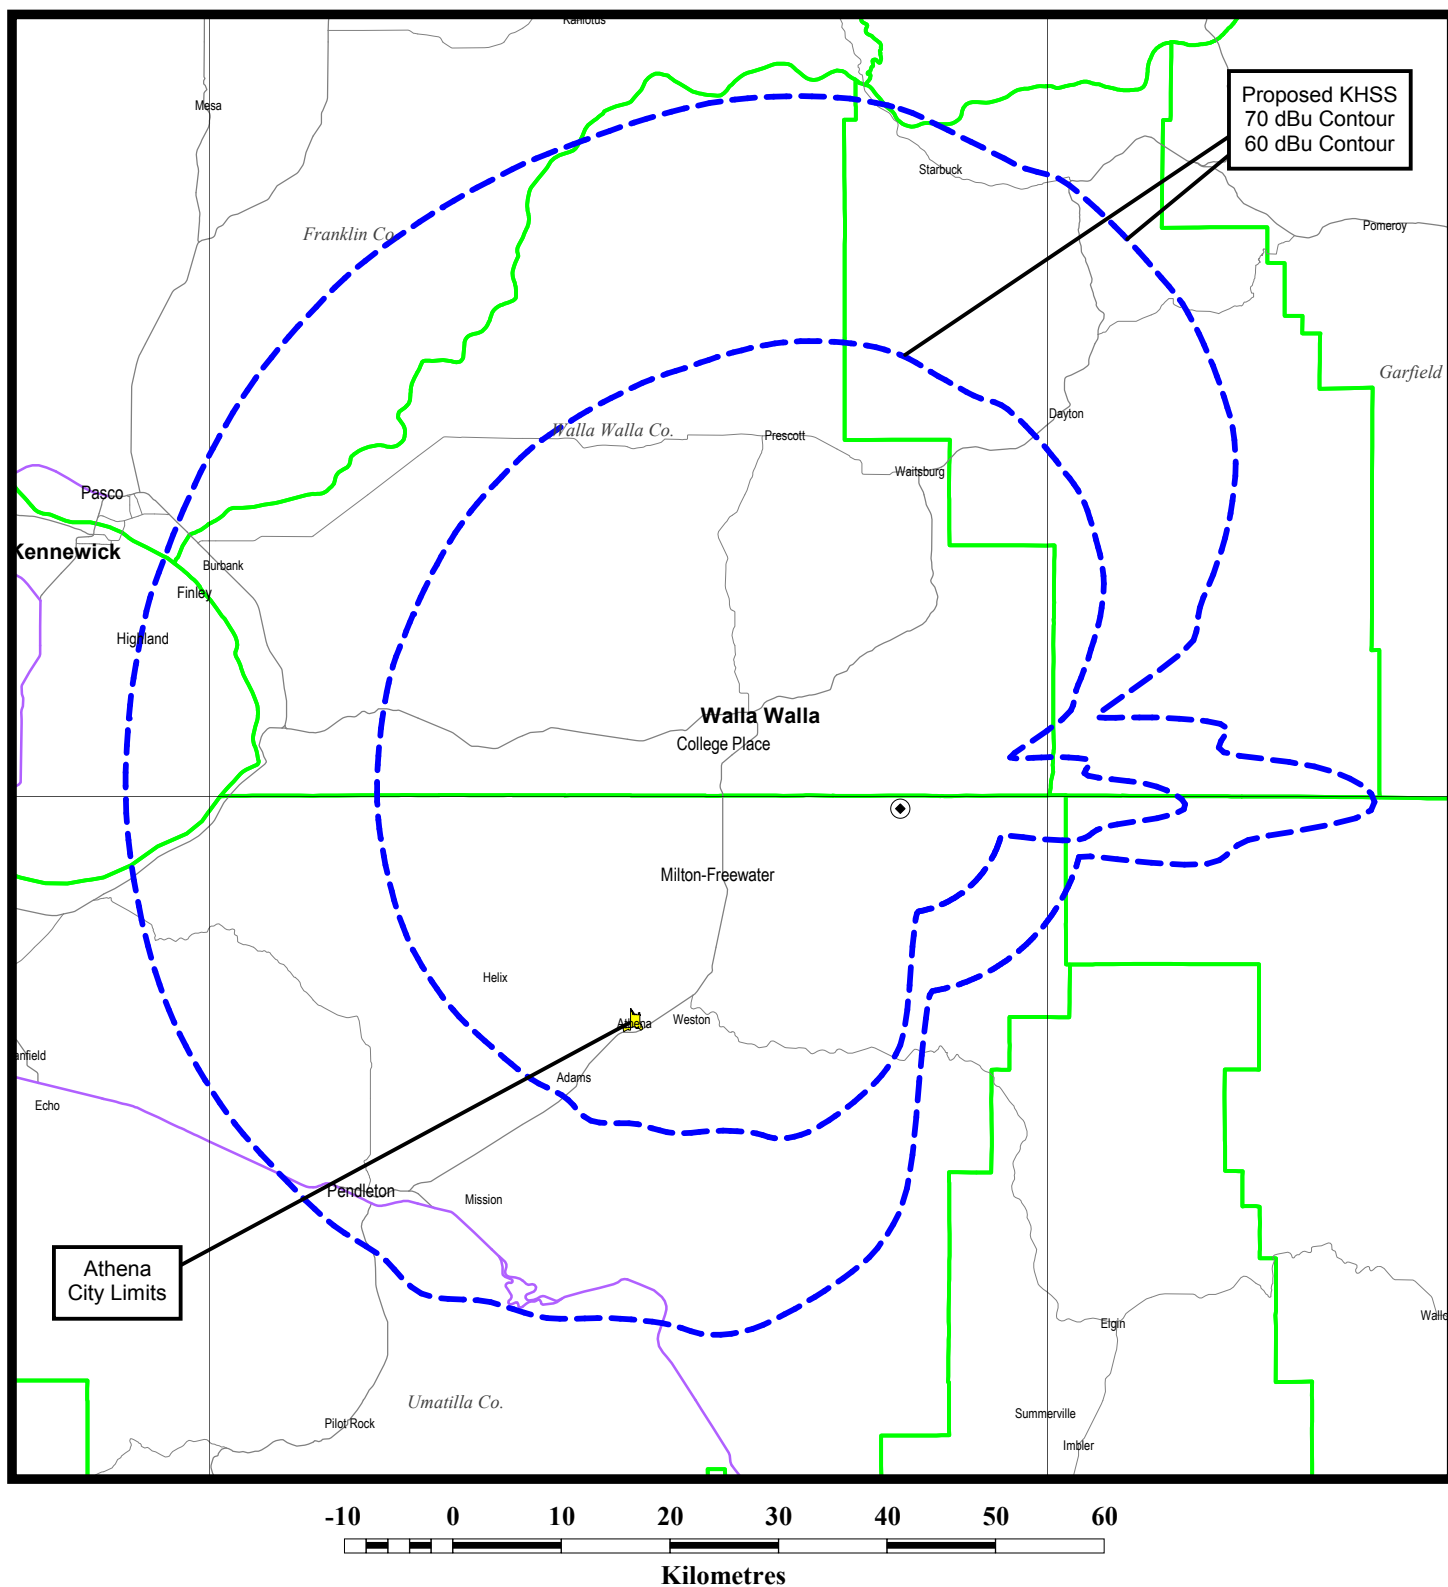 Kahlotus
Mesa
Proposed KHSS
70 dBu Contour
60 dBu Contour
Starbuck
Pomeroy
Franklin Co.
Garfield
Dayton
Walla Walla Co.
Prescott
Waitsburg
Pasco
Kennewick
Burbank
Finley
Highland
Walla Walla
College Place
Milton-Freewater
Helix
Athena
Weston
anfield
Adams
Echo
Pendleton
Mission
Athena
City Limits
Elgin
Wallo
Umatilla Co.
Pilot Rock
Summerville
Imbler
-10 0 10 20 30 40 50 60
Kilometres